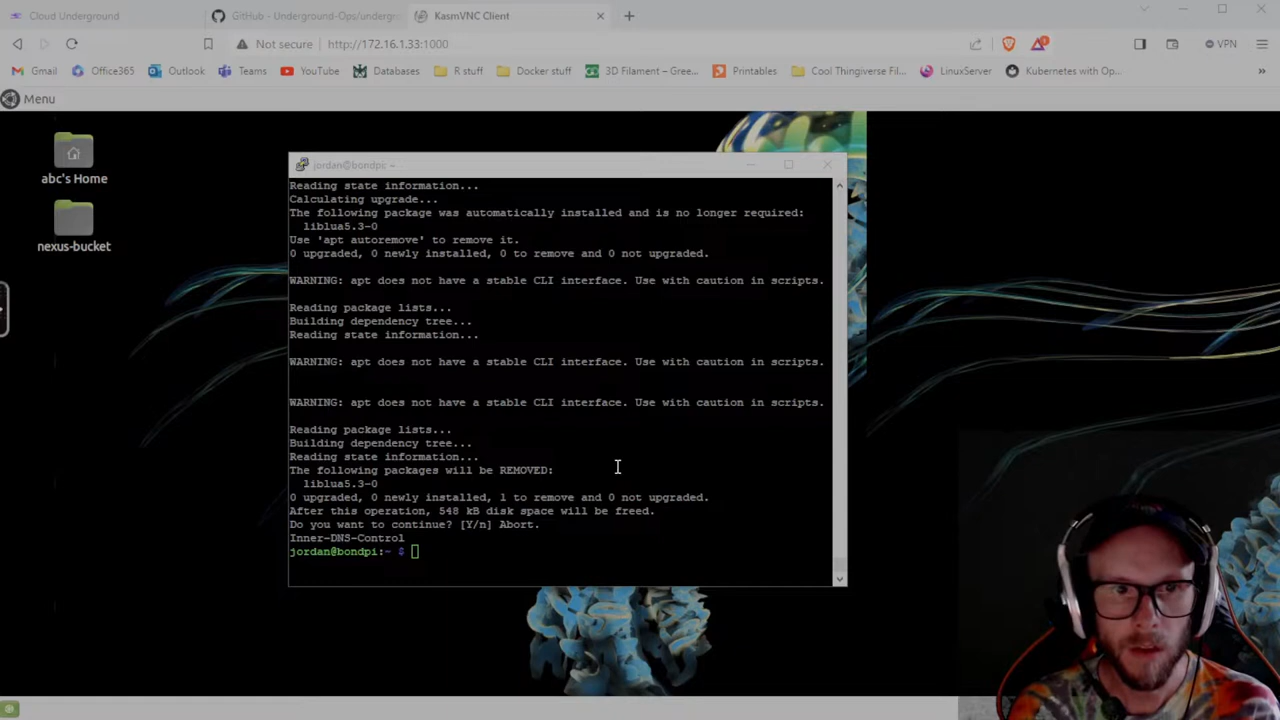 Cloud Underground
GitHub - Underground-Ops/undergro
KasmVNC Client
Not secure
http://172.16.1.33:1000
VPN
Gmail
Office365
Outlook
Teams
YouTube
Databases
R stuff
Docker stuff
3D Filament – Gree...
Printables
Cool Thingiverse Fil...
LinuxServer
Kubernetes with Op...
»
Menu
abc's Home
nexus-bucket
jordan@bondpi: ~
Reading state information...
Calculating upgrade...
The following package was automatically installed and is no longer required:
liblua5.3-0
Use 'apt autoremove' to remove it.
0 upgraded, 0 newly installed, 0 to remove and 0 not upgraded.
WARNING: apt does not have a stable CLI interface. Use with caution in scripts.
Reading package lists...
Building dependency tree...
Reading state information...
WARNING: apt does not have a stable CLI interface. Use with caution in scripts.
WARNING: apt does not have a stable CLI interface. Use with caution in scripts.
Reading package lists...
Building dependency tree...
Reading state information...
The following packages will be REMOVED:
liblua5.3-0
0 upgraded, 0 newly installed, 1 to remove and 0 not upgraded.
After this operation, 548 kB disk space will be freed.
Do you want to continue? [Y/n] Abort.
Inner-DNS-Control
jordan@bondpi:~ $